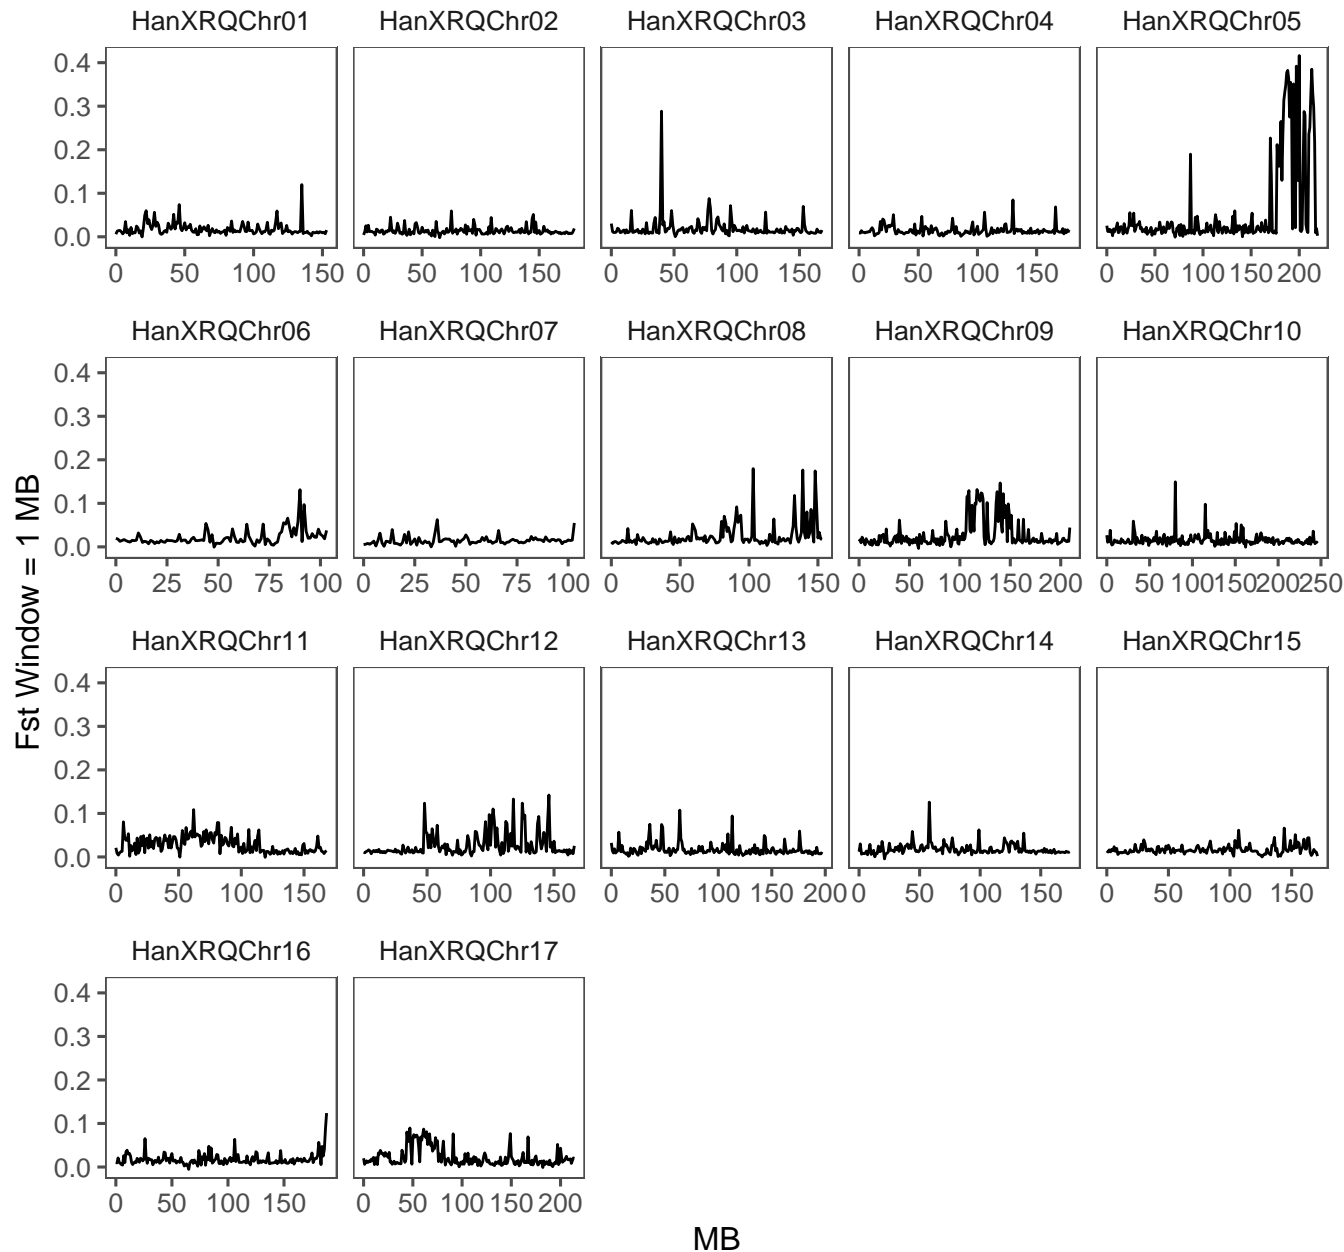 HanXRQChr01 HanXRQChr02 HanXRQChr03 HanXRQChr04 HanXRQChr05
0.4
0.3
0.2
0.1
0.0
0 50 100 150 0 50 100 150 0 50 100 150 0 50 100 150 0 50 100 150 200
HanXRQChr06 HanXRQChr07 HanXRQChr08 HanXRQChr09 HanXRQChr10
0.4
0.3
0.2
0.1
0.0
0 25 50 75 100 0 25 50 75 100 0 50 100 150 0 50 100 150 200 0 50 100 150 200 250
Fst Window = 1 MB
HanXRQChr11 HanXRQChr12 HanXRQChr13 HanXRQChr14 HanXRQChr15
0.4
0.3
0.2
0.1
0.0
0 50 100 150 0 50 100 150 0 50 100 150 200 0 50 100 150 0 50 100 150
HanXRQChr16 HanXRQChr17
0.4
0.3
0.2
0.1
0.0
0 50 100 150 0 50 100 150 200
MB